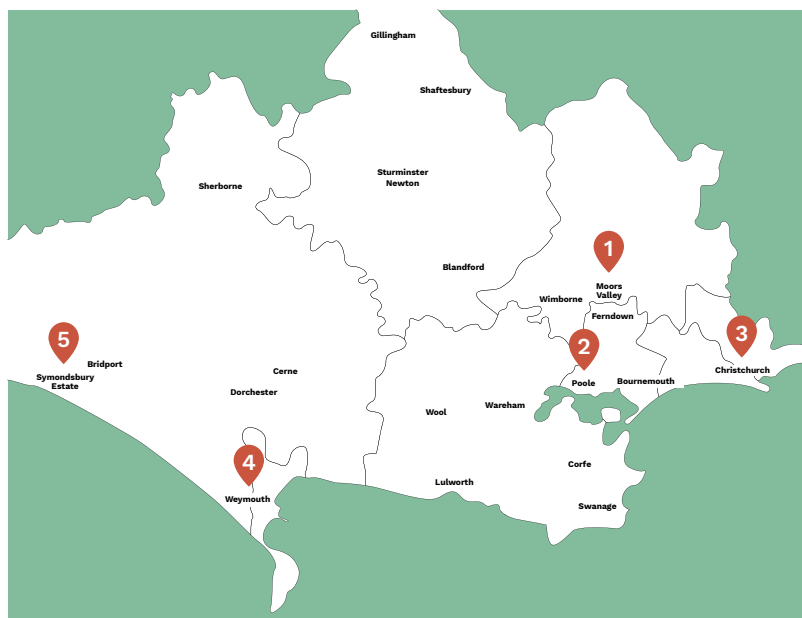 Gillingham
Shaftesbury
Sturminster
Newton
Sherborne
1
Blandford
Moors
Valley
Wimborne
Ferndown
3
5
2
Bridport
Christchurch
Cerne
Symondsbury
Estate
Poole
Bournemouth
Dorchester
Wareham
Wool
4
Corfe
Lulworth
Weymouth
Swanage